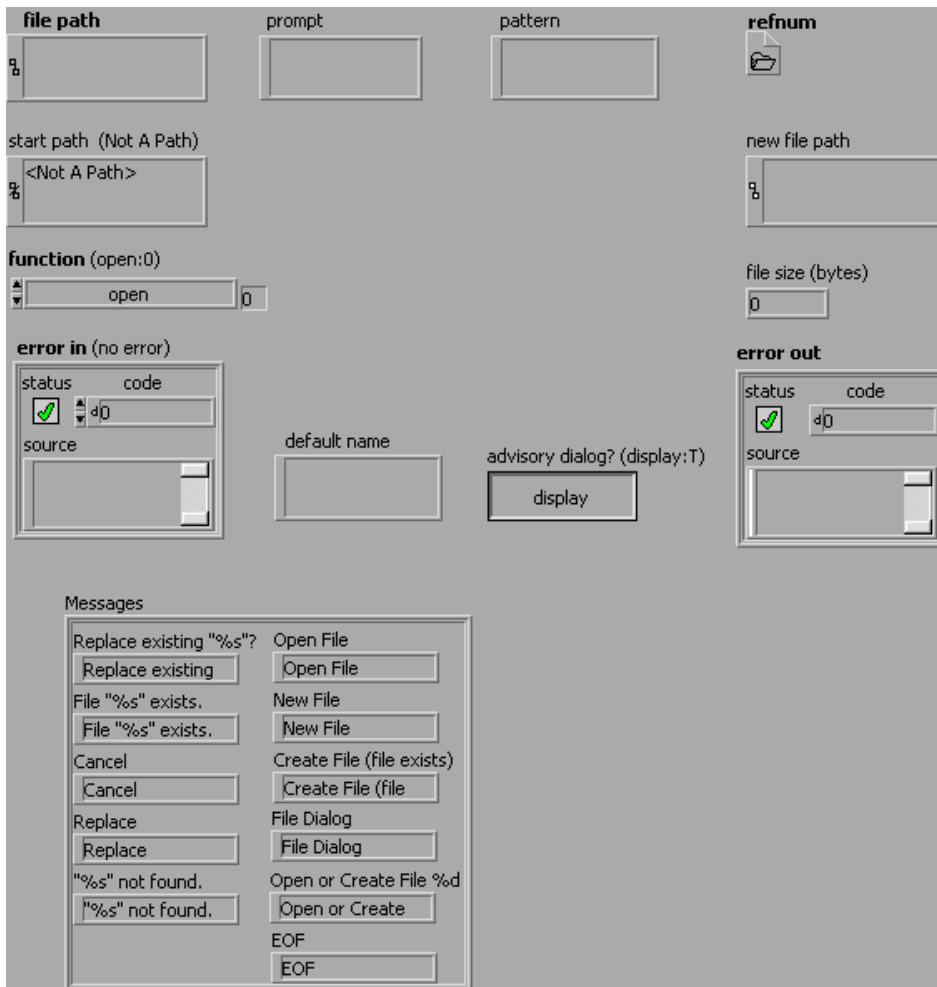 file path
prompt
pattern
refnum
start path (Not A Path)
<Not A Path>
new file path
function (open:0)
open
0
file size (bytes)
0
error in (no error)
status
code
d0
source
default name
advisory dialog? (display:T)
display
error out
status
code
d0
source
Messages
Replace existing "%s"?
Replace existing
File "%s" exists.
File "%s" exists.
Cancel
Cancel
Replace
Replace
"%s" not found.
"%s" not found.
Open File
Open File
New File
New File
Create File (file exists)
Create File (file
File Dialog
File Dialog
Open or Create File %d
Open or Create
EOF
EOF